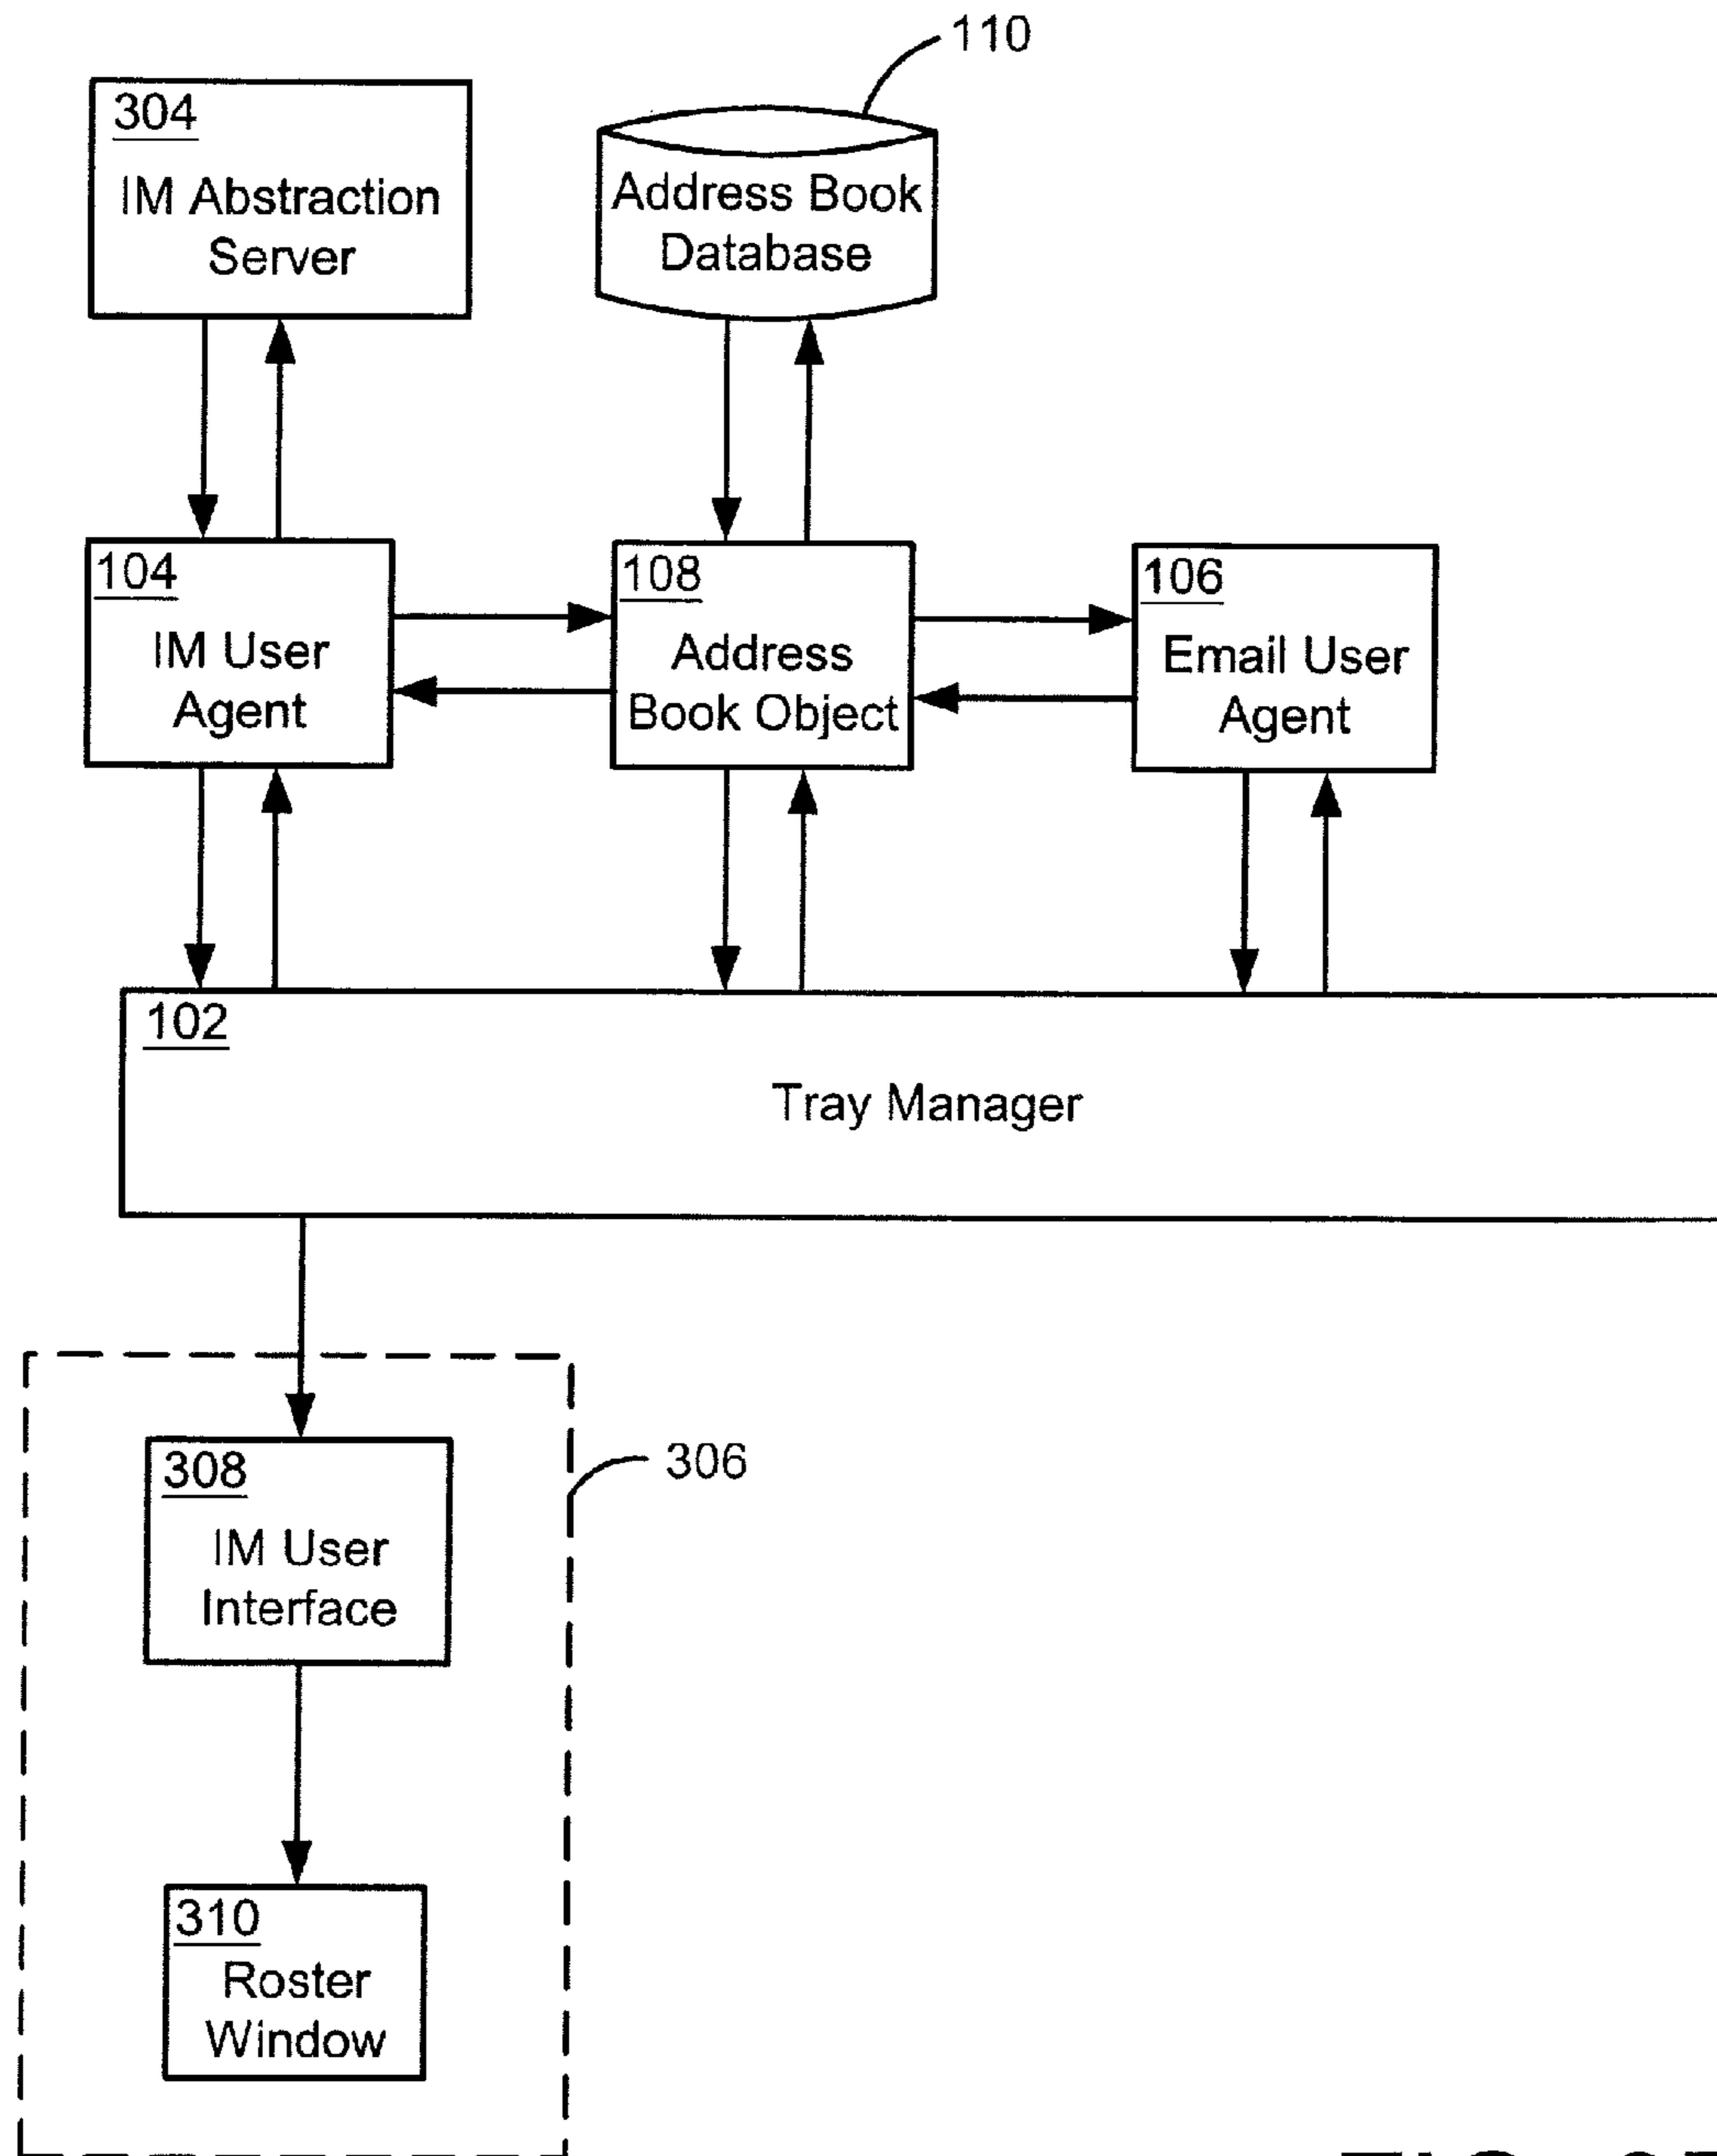 110
304
IM Abstraction
Server
Address Book
Database
104
IM User
Agent
108
Address
Book Object
106
Email User
Agent
102
Tray Manager
308
IM User
Interface
306
310
Roster
Window